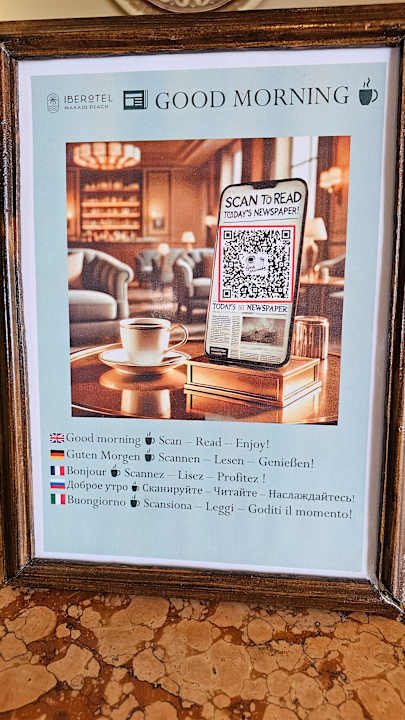 IBEROTEL
MAKADI BEACH
GOOD MORNING
SCAN TO READ
TODAY'S NEWSPAPER!
TODAY'S NEWSPAPER
Good morning Scan – Read – Enjoy!
Guten Morgen Scannen – Lesen – Genießen!
Bonjour Scannez – Lisez – Profitez !
Доброе утро Сканируйте – Читайте – Наслаждайтесь!
Buongiorno Scansiona – Leggi – Goditi il momento!